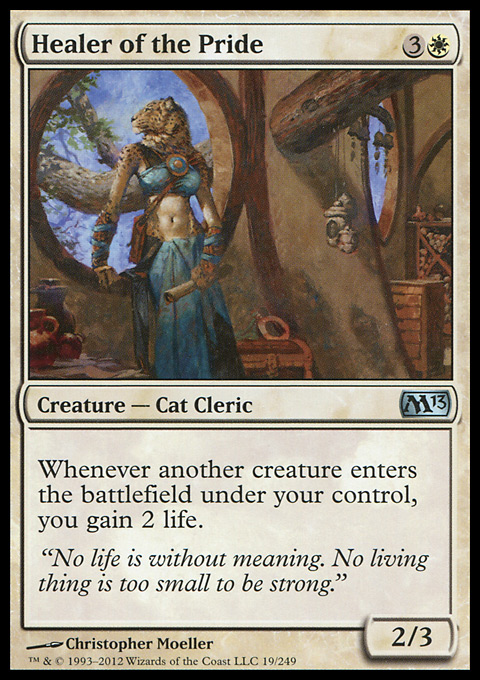 Healer of the Pride 3
Creature — Cat Cleric M13
Whenever another creature enters
the battlefield under your control,
you gain 2 life.
“No life is without meaning. No living
thing is too small to be strong.”
Christopher Moeller
2/3
™ & © 1993–2012 Wizards of the Coast LLC 19/249